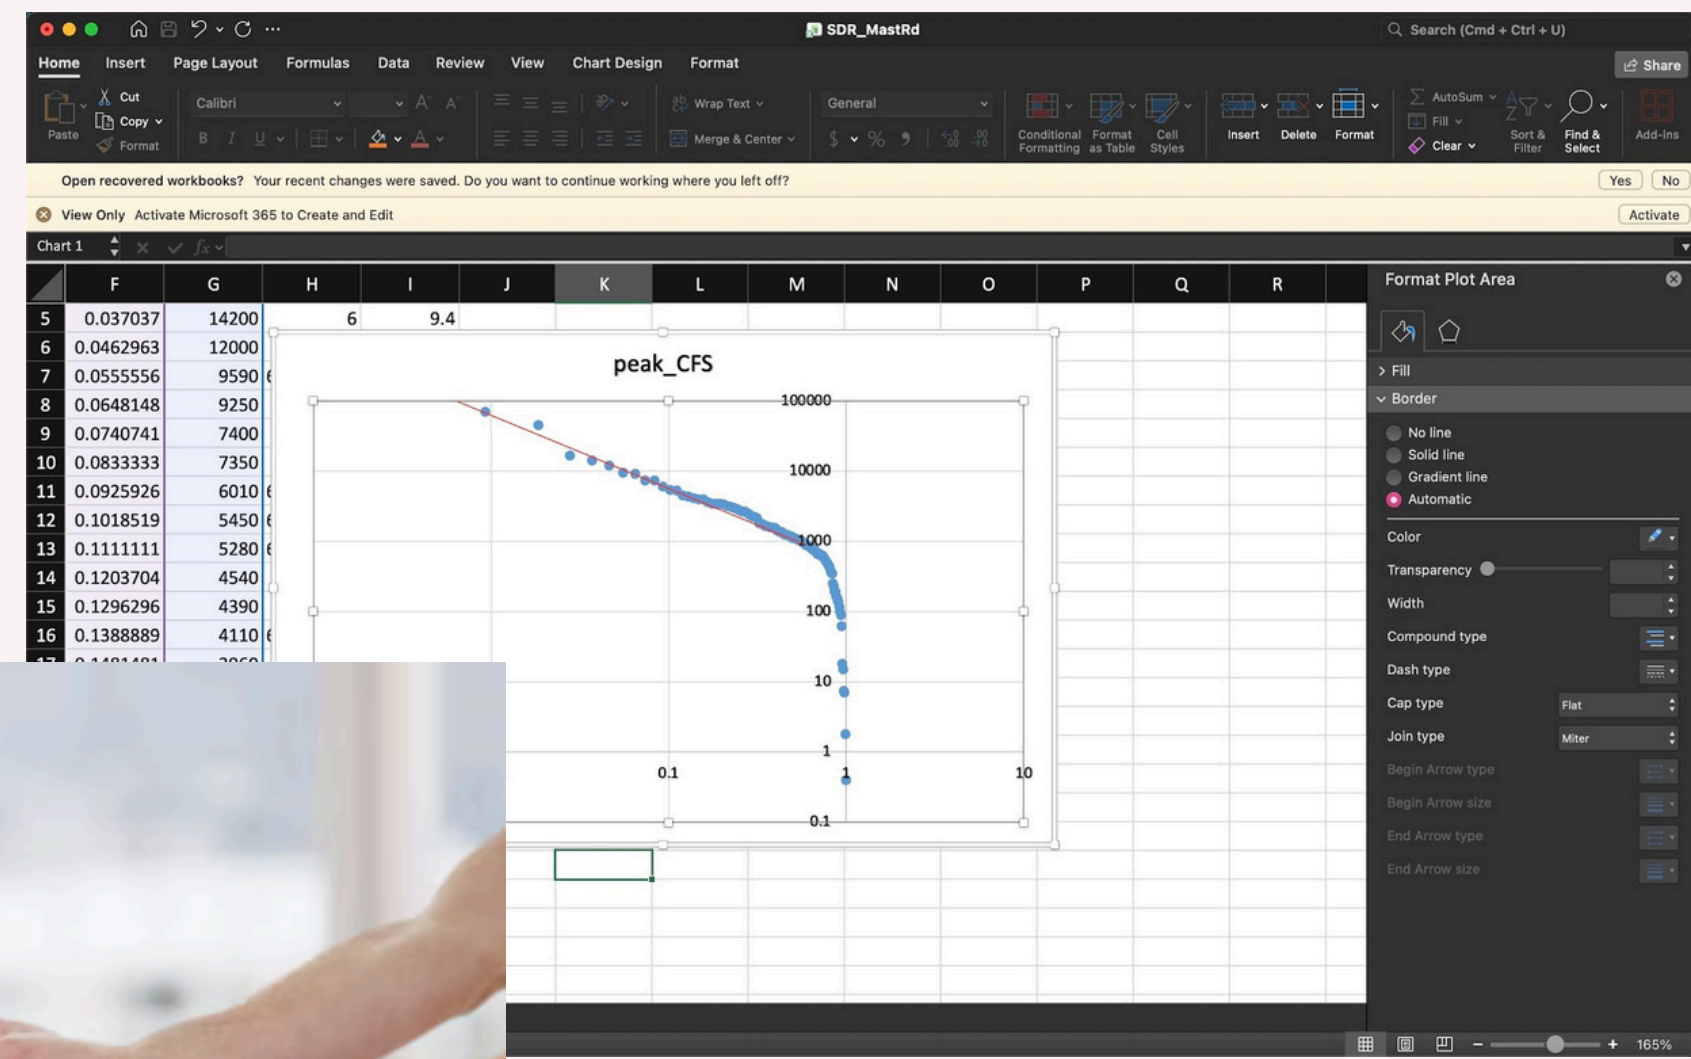 SDR_MastRd
Search (Cmd + Ctrl + U)
Home Insert Page Layout Formulas Data Review View Chart Design Format
Share
Paste
Cut
Copy
Format
Calibri
A A
B I U A
Wrap Text
Merge & Center
General
$ % 9
Conditional Formatting
Format as Table
Cell Styles
Insert
Delete
Format
AutoSum
Fill
Clear
Sort & Filter
Find & Select
Add-ins
Open recovered workbooks? Your recent changes were saved. Do you want to continue working where you left off?
Yes No
View Only Activate Microsoft 365 to Create and Edit
Activate
Chart 1 fx
F G H I J K L M N O P Q R
5 0.037037 14200 6 9.4
6 0.0462963 12000
7 0.0555556 9590
8 0.0648148 9250
9 0.0740741 7400
10 0.0833333 7350
11 0.0925926 6010
12 0.1018519 5450
13 0.1111111 5280
14 0.1203704 4540
15 0.1296296 4390
16 0.1388889 4110
peak_CFS
100000
10000
1000
100
10
1
0.1 1 10
0.1
Format Plot Area
Fill
Border
No line
Solid line
Gradient line
Automatic
Color
Transparency
Width
Compound type
Dash type
Cap type Flat
Join type Miter
Begin Arrow type
Begin Arrow size
End Arrow type
End Arrow size
165%